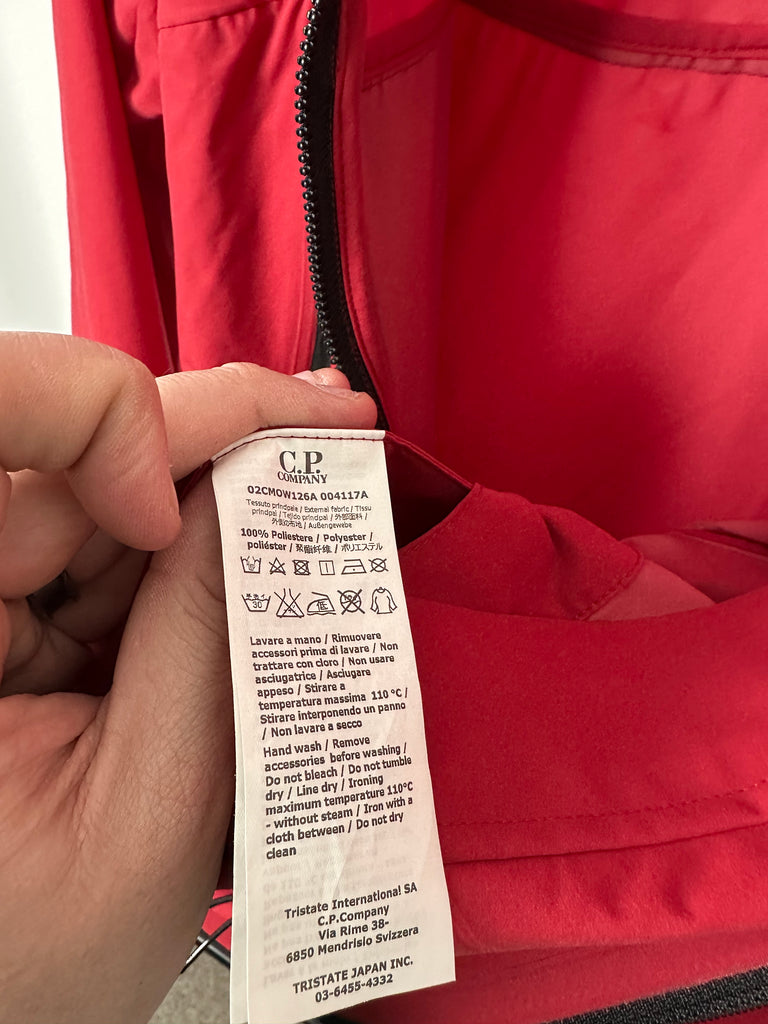 C.P.
COMPANY
02CMOW126A 004117A
Tessuto principale / External fabric / Tissu
principal / Tejido principal / 外部面料 /
外側の布地 / Außengewebe
100% Poliestere / Polyester /
poliéster / 聚酯纤维 / ポリエステル
30
Lavare a mano / Rimuovere
accessori prima di lavare / Non
trattare con cloro / Non usare
asciugatrice / Asciugare
appeso / Stirare a
temperatura massima 110 °C /
Stirare interponendo un panno
/ Non lavare a secco
Hand wash / Remove
accessories before washing /
Do not bleach / Do not tumble
dry / Line dry / Ironing
maximum temperature 110°C
- without steam / Iron with a
cloth between / Do not dry
clean
Tristate International SA
C.P.Company
Via Rime 38-
6850 Mendrisio Svizzera
TRISTATE JAPAN INC.
03-6455-4332